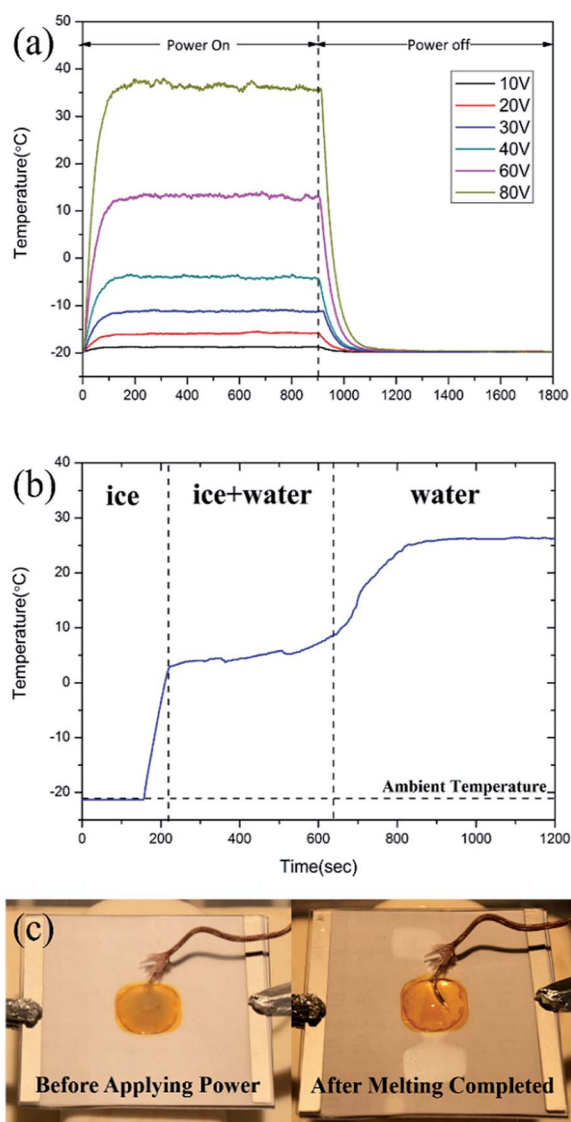 (a)
Power On
Power off
50
40
30
20
10
0
-10
-20
Temperature(°C)
10V
20V
30V
40V
60V
80V
0 200 400 600 800 1000 1200 1400 1600 1800
(b)
ice
ice+water
water
40
30
20
10
0
-10
-20
Temperature(°C)
Ambient Temperature
0 200 400 600 800 1000 1200
Time(sec)
(c)
Before Applying Power
After Melting Completed